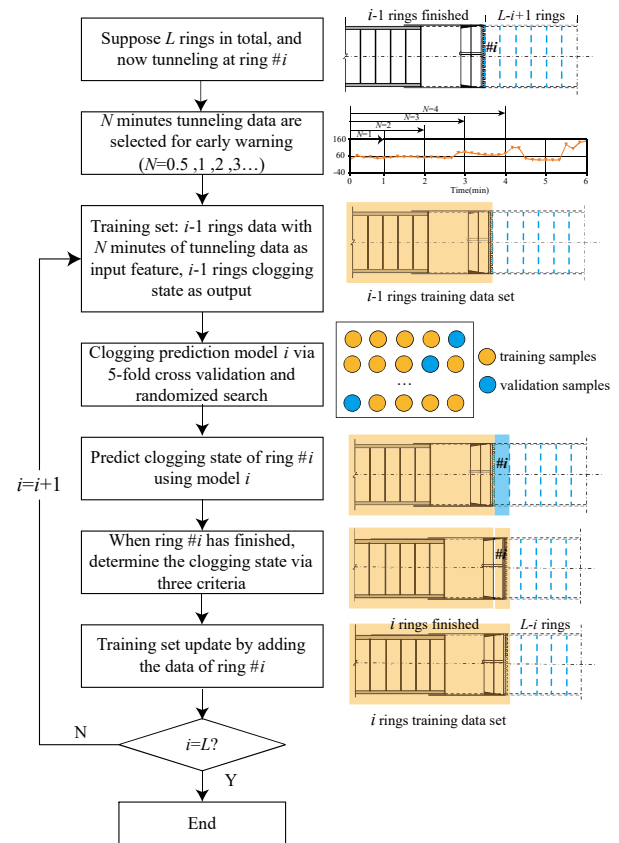 Suppose L rings in total, and
now tunneling at ring #i
i-1 rings finished
L-i+1 rings
#i
N minutes tunneling data are
selected for early warning
(N=0.5 ,1 ,2 ,3…)
N=4
N=3
N=2
N=1
160
60
-40
0 1 2 3 4 5 6
Time(min)
Training set: i-1 rings data with
N minutes of tunneling data as
input feature, i-1 rings clogging
state as output
i-1 rings training data set
Clogging prediction model i via
5-fold cross validation and
randomized search
…
training samples
validation samples
Predict clogging state of ring #i
using model i
#i
i=i+1
When ring #i has finished,
determine the clogging state via
three criteria
#i
i rings finished
L-i rings
Training set update by adding
the data of ring #i
i rings training data set
i=L?
N
Y
End